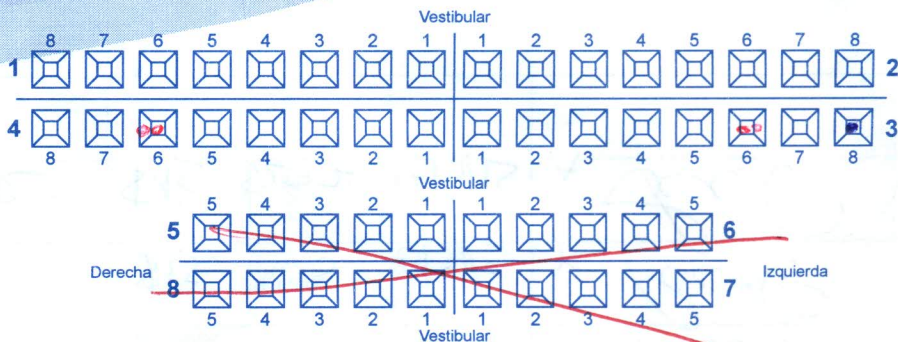 Vestibular
8 7 6 5 4 3 2 1 1 2 3 4 5 6 7 8
1 2
4 3
8 7 6 5 4 3 2 1 1 2 3 4 5 6 7 8
Vestibular
5 4 3 2 1 1 2 3 4 5
5 6
Derecha Izquierda
8 7
5 4 3 2 1 1 2 3 4 5
Vestibular